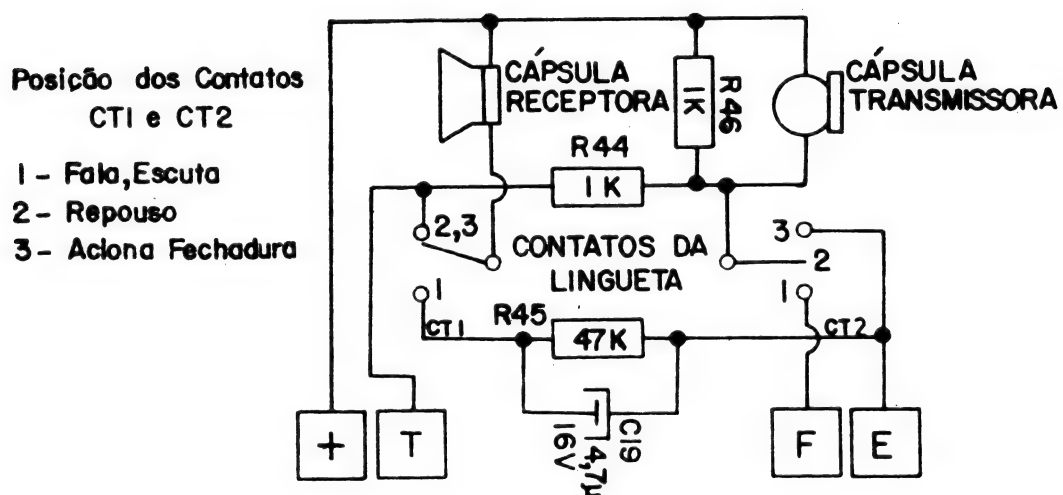 Posição dos Contatos
CT1 e CT2
1 - Fala,Escuta
2 - Repouso
3 - Aciona Fechadura
CÁPSULA
RECEPTORA
1K
R46
CÁPSULA
TRANSMISSORA
R44
1K
2,3
CONTATOS DA
LINGUETA
3
2
1
1
CT1
R45
47K
CT2
C19
4,7µ
16V
+
T
F
E